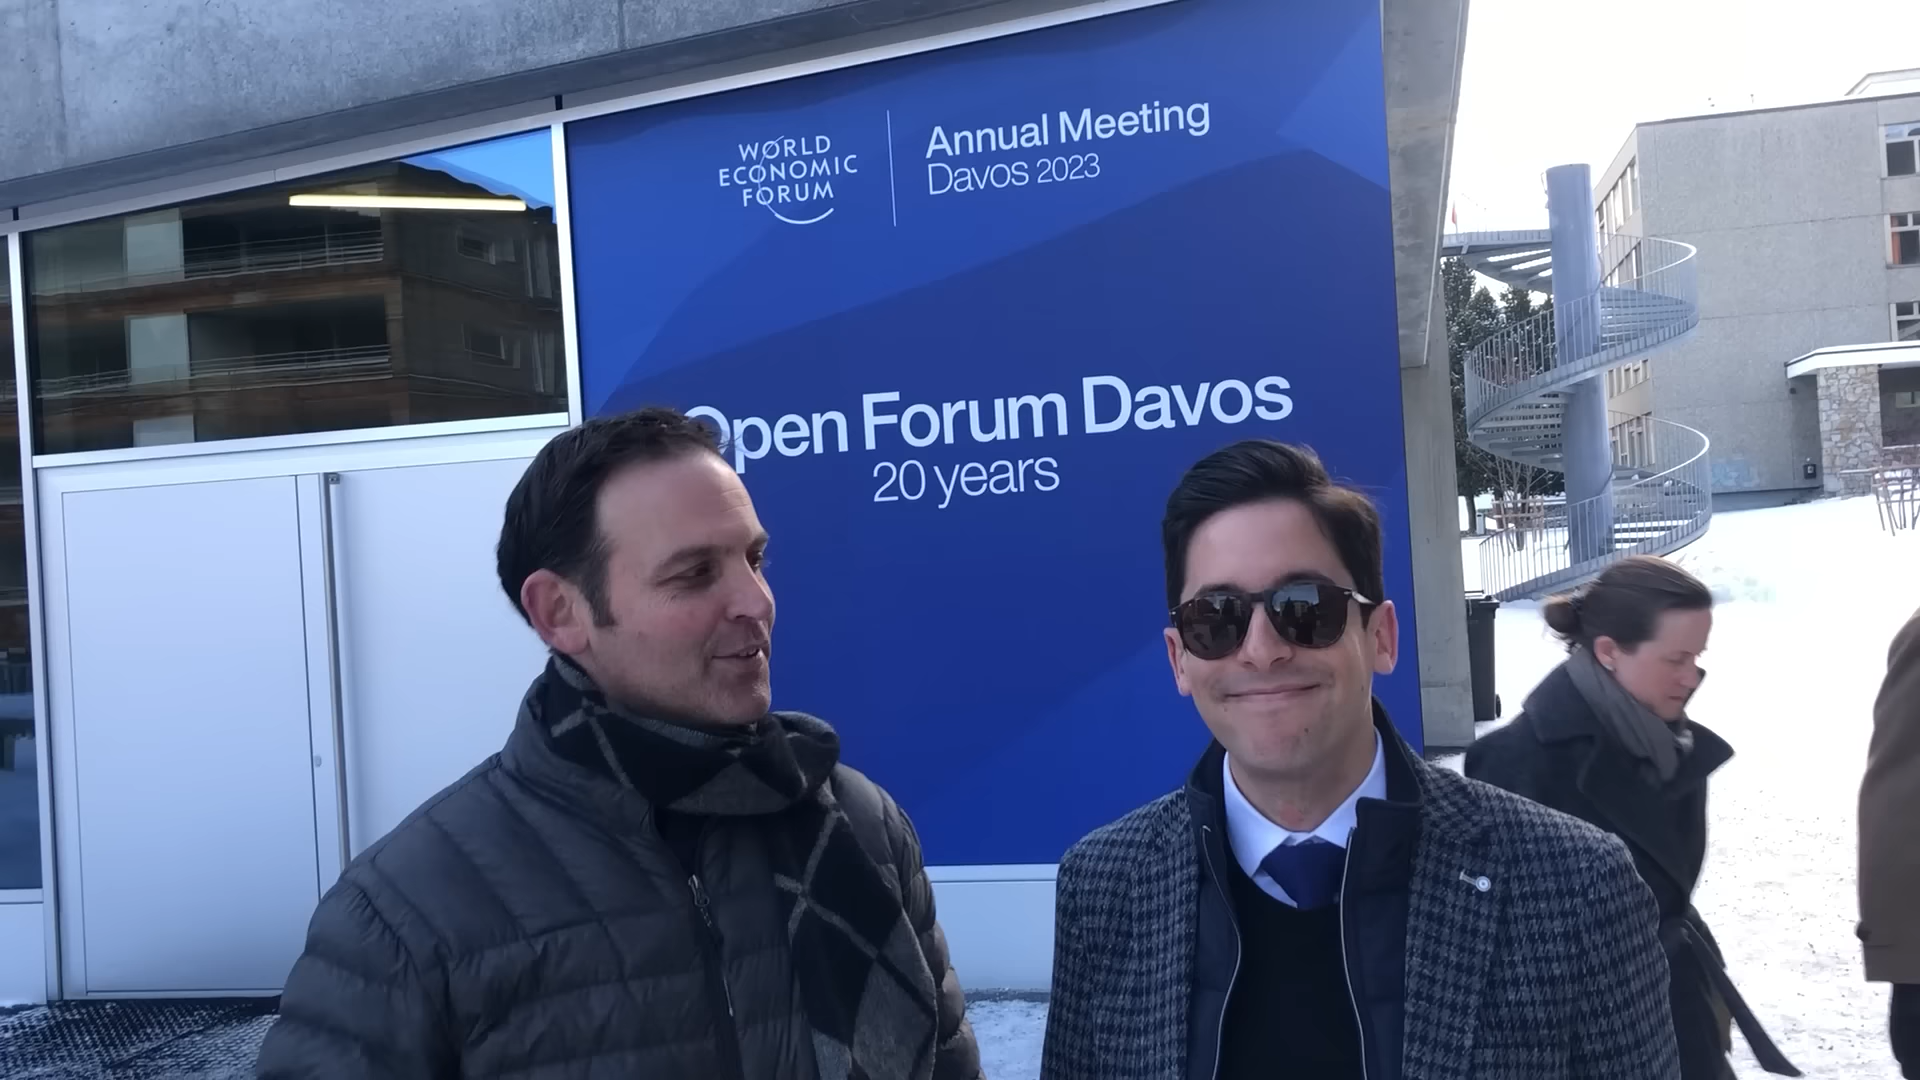 WORLD
ECONOMIC
FORUM
Annual Meeting
Davos 2023
Open Forum Davos
20 years